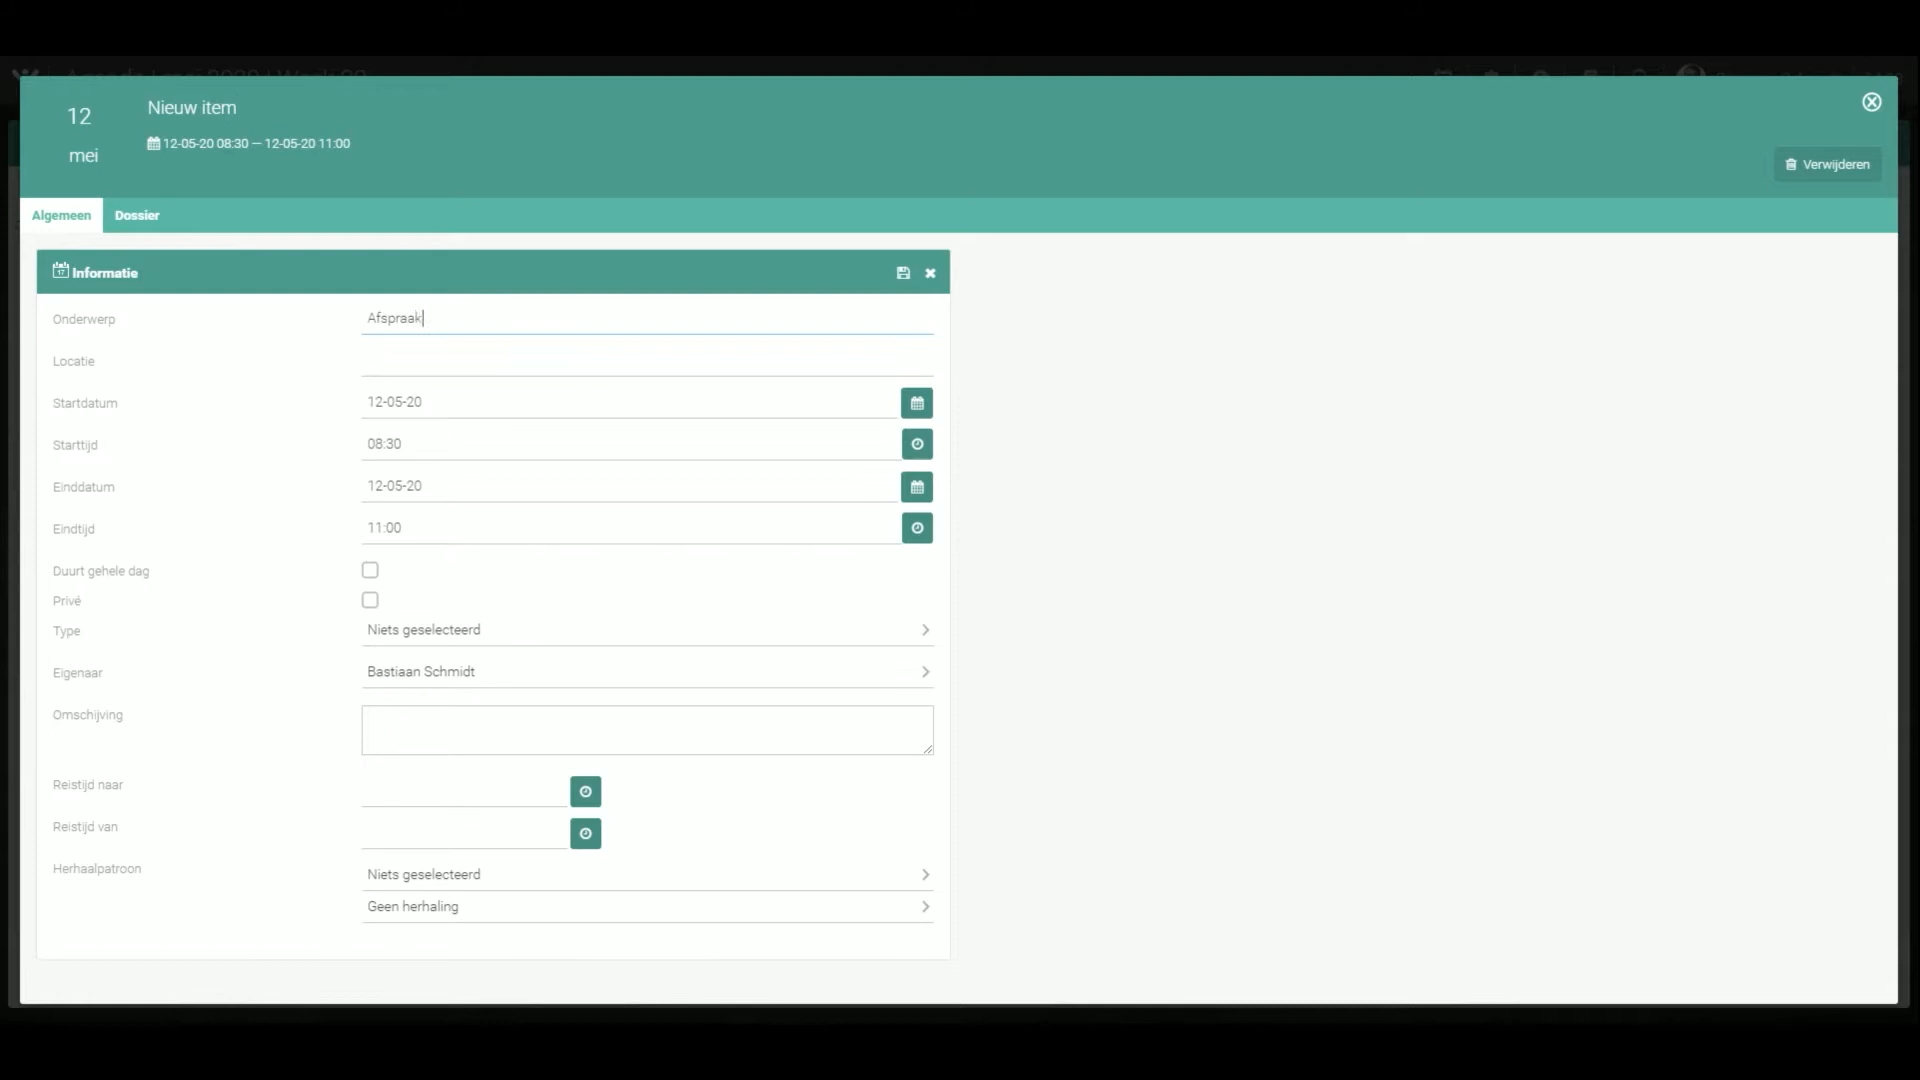 12
mei
Nieuw item
12-05-20 08:30 — 12-05-20 11:00
Verwijderen
Algemeen
Dossier
Informatie
Onderwerp
Afspraak
Locatie
Startdatum
12-05-20
Starttijd
08:30
Einddatum
12-05-20
Eindtijd
11:00
Duurt gehele dag
Privé
Type
Niets geselecteerd
Eigenaar
Bastiaan Schmidt
Omschijving
Reistijd naar
Reistijd van
Herhaalpatroon
Niets geselecteerd
Geen herhaling